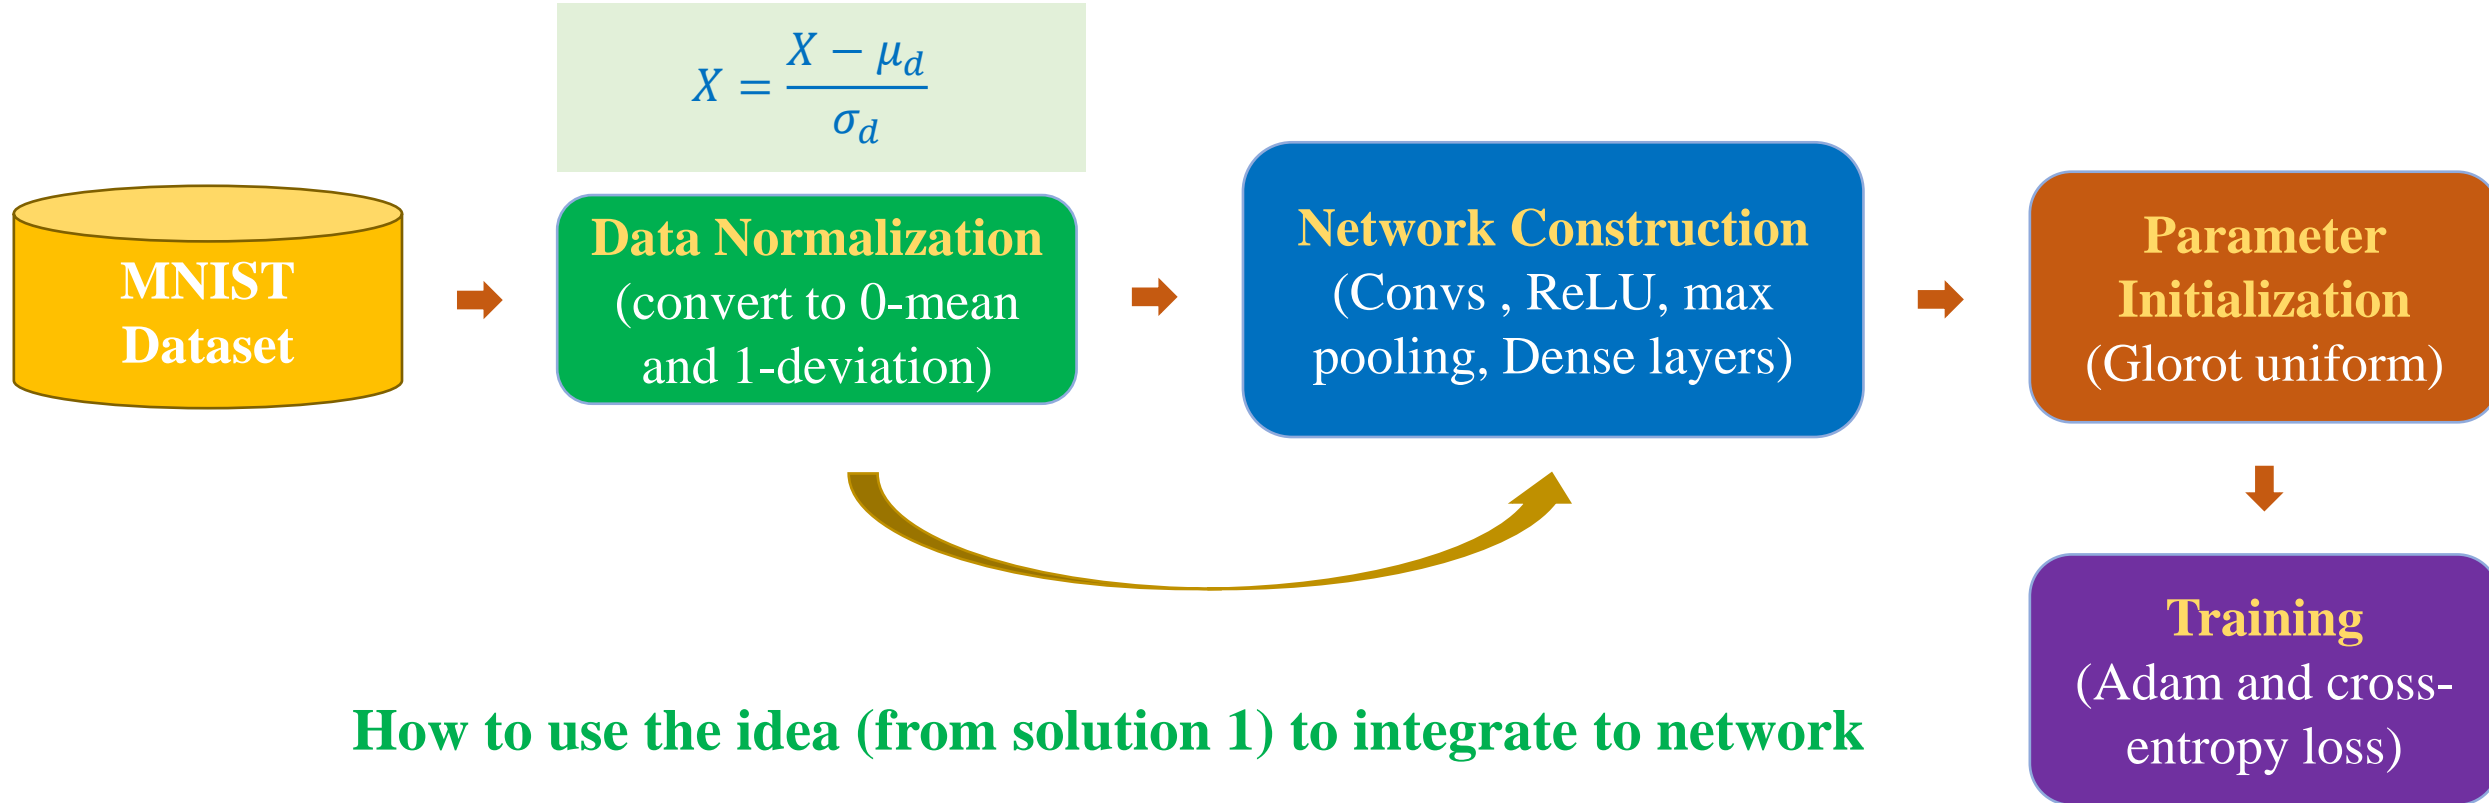 MNIST
Dataset
X = (X − μ_d) / σ_d
Data Normalization
(convert to 0-mean
and 1-deviation)
Network Construction
(Convs , ReLU, max
pooling, Dense layers)
Parameter
Initialization
(Glorot uniform)
Training
(Adam and cross-
entropy loss)
How to use the idea (from solution 1) to integrate to network